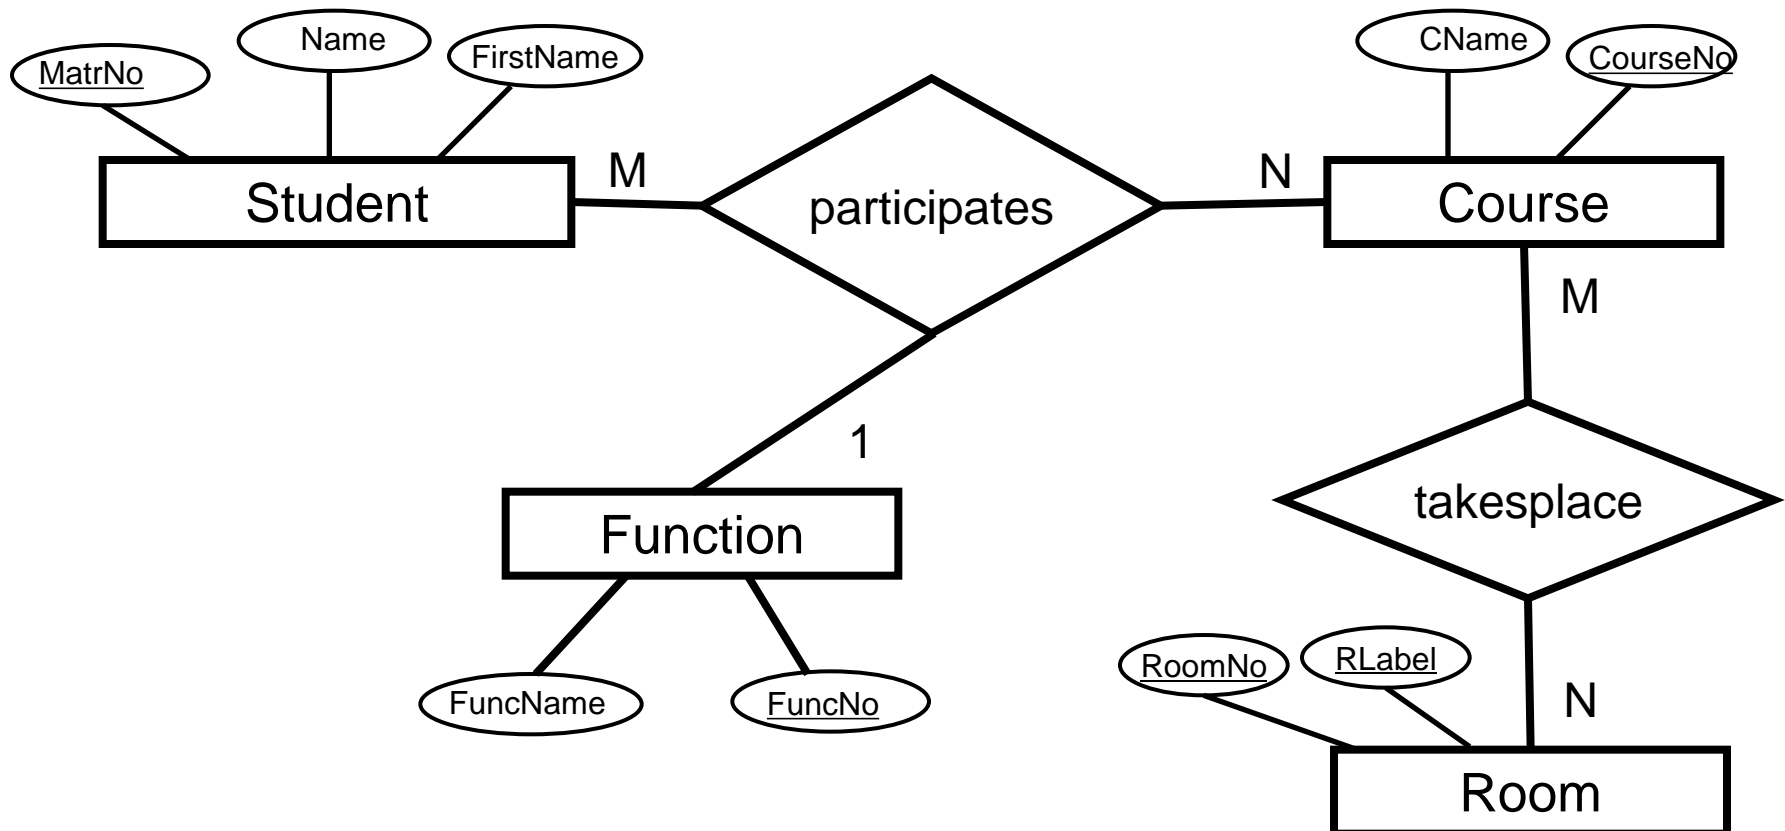 Name
CName
FirstName
CourseNo
MatrNo
M
N
Student
participates
Course
M
1
takesplace
Function
RoomNo
RLabel
FuncName
FuncNo
N
Room